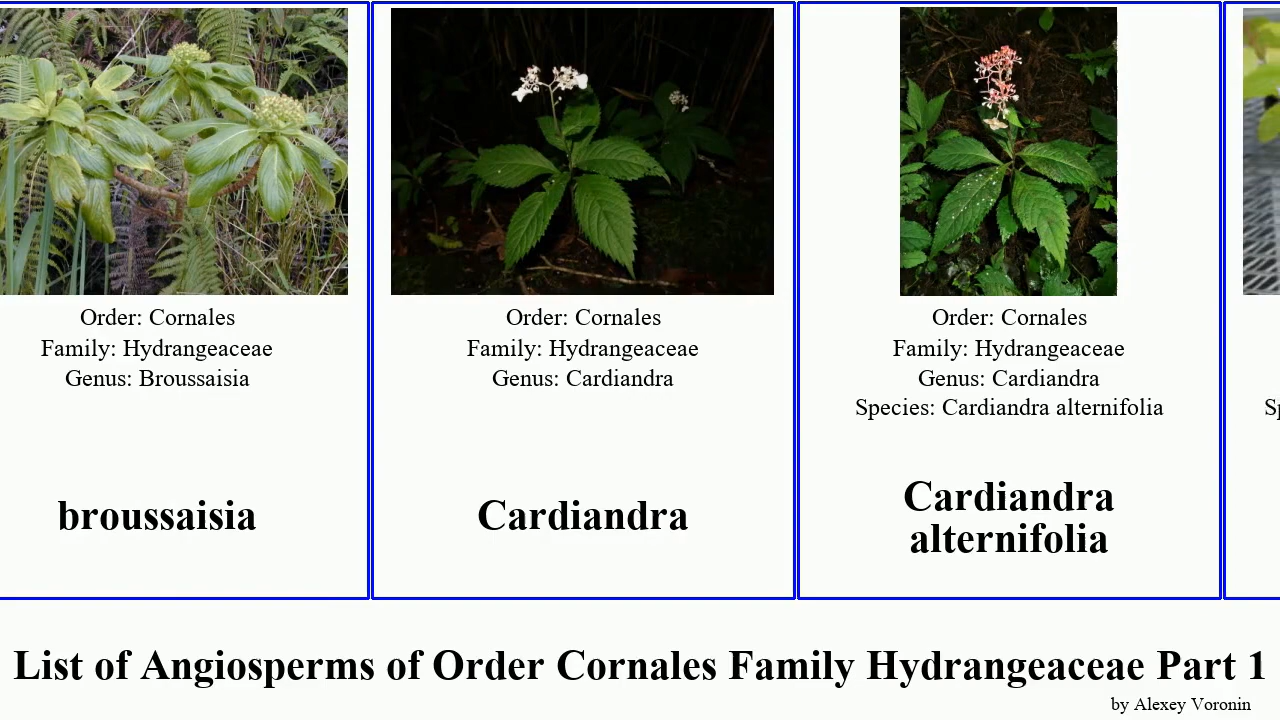 Order: Cornales
Family: Hydrangeaceae
Genus: Broussaisia
broussaisia
Order: Cornales
Family: Hydrangeaceae
Genus: Cardiandra
Cardiandra
Order: Cornales
Family: Hydrangeaceae
Genus: Cardiandra
Species: Cardiandra alternifolia
Cardiandra
alternifolia
List of Angiosperms of Order Cornales Family Hydrangeaceae Part 1
by Alexey Voronin